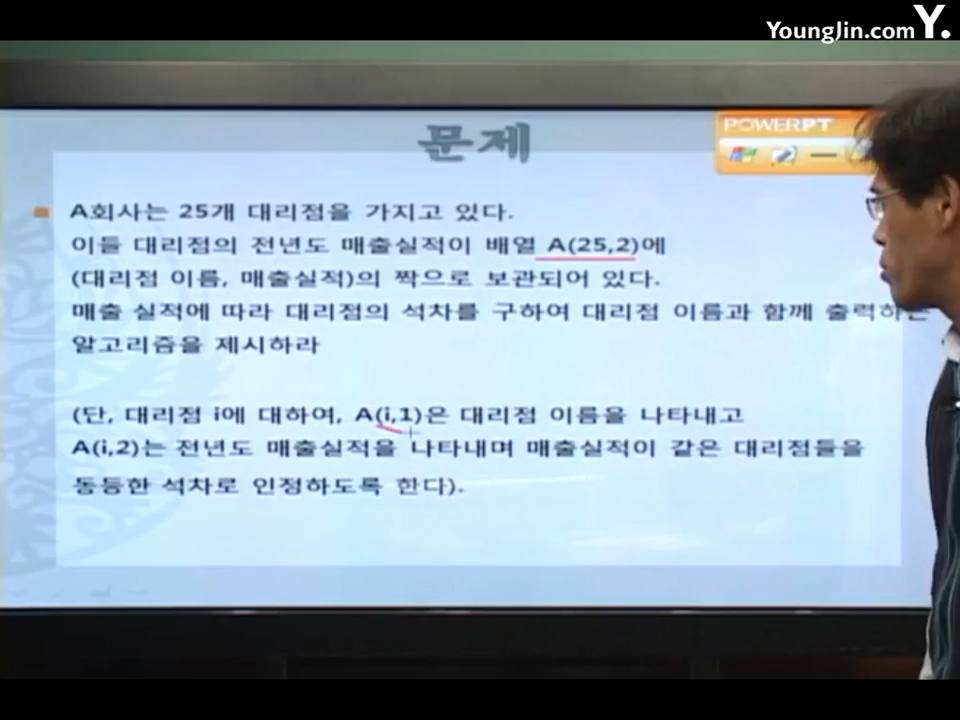 YoungJin.com Y.
문제
POWERPT
A회사는 25개 대리점을 가지고 있다.
이들 대리점의 전년도 매출실적이 배열 A(25,2)에
(대리점 이름, 매출실적)의 짝으로 보관되어 있다.
매출 실적에 따라 대리점의 석차를 구하여 대리점 이름과 함께 출력하는
알고리즘을 제시하라
(단, 대리점 i에 대하여, A(i,1)은 대리점 이름을 나타내고
A(i,2)는 전년도 매출실적을 나타내며 매출실적이 같은 대리점들을
동등한 석차로 인정하도록 한다).